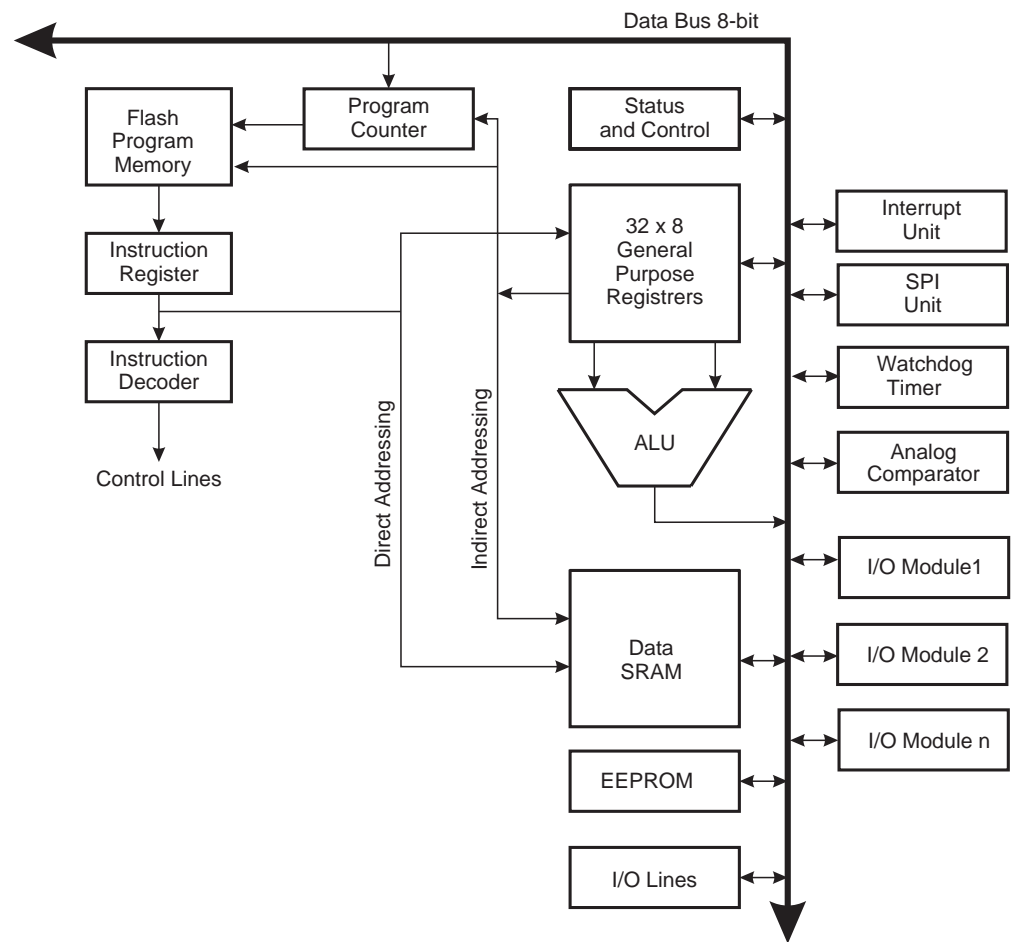 Data Bus 8-bit
Flash
Program
Memory
Program
Counter
Status
and Control
32 x 8
General
Purpose
Registrers
Interrupt
Unit
Instruction
Register
SPI
Unit
Instruction
Decoder
Watchdog
Timer
Direct Addressing
Indirect Addressing
ALU
Analog
Comparator
Control Lines
I/O Module1
Data
SRAM
I/O Module 2
I/O Module n
EEPROM
I/O Lines